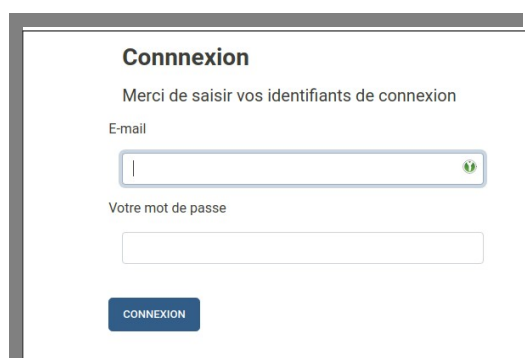 Connnexion
Merci de saisir vos identifiants de connexion
E-mail
Votre mot de passe
CONNEXION